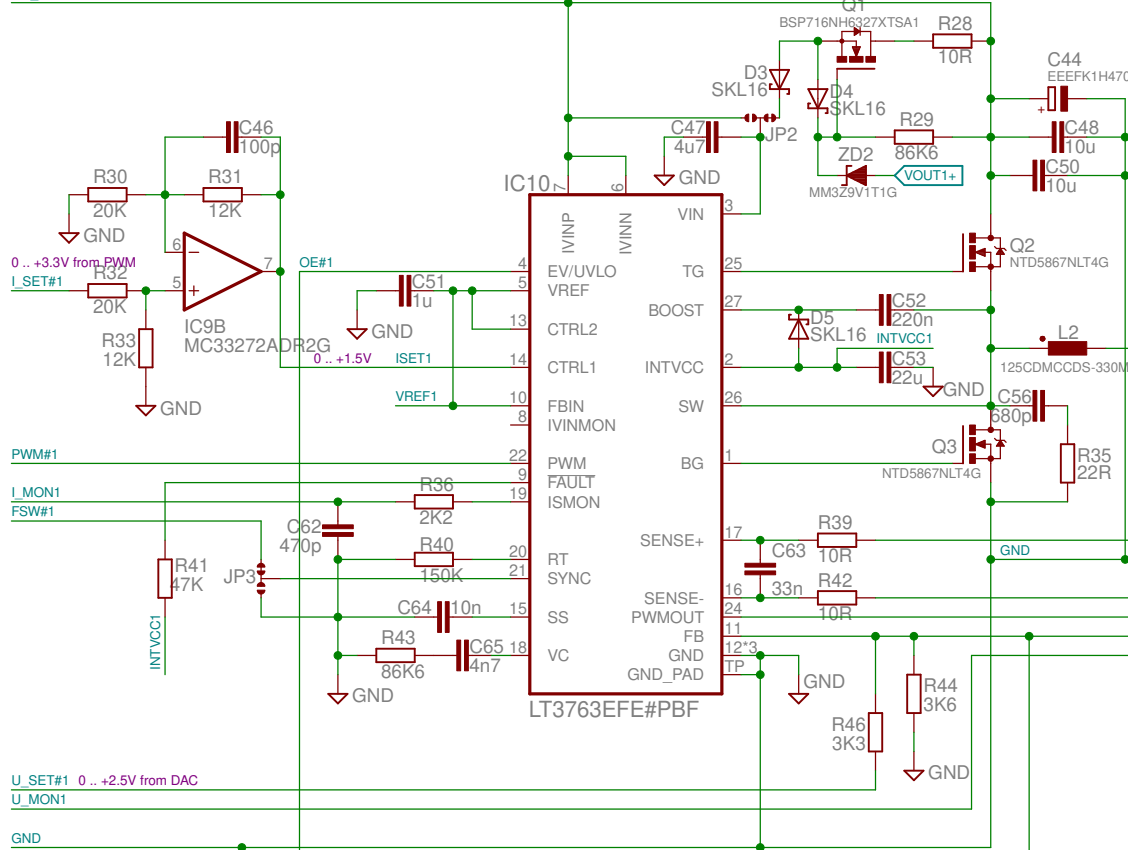 Q1
BSP716NH6327XTSA1
R28
10R
C44
EEEFK1H470
+
D3
SKL16
D4
SKL16
C46
100p
C47
4u7
JP2
R29
86K6
C48
10u
GND
ZD2
MM3Z9V1T1G
VOUT1+
C50
10u
R30
20K
R31
12K
GND
IC10
7
6
IVINP
IVINN
VIN
3
6
7
5
0 .. +3.3V from PWM
I_SET#1
R32
20K
OE#1
4
EV/UVLO
TG
25
Q2
NTD5867NLT4G
C51
1u
5
VREF
GND
IC9B
MC33272ADR2G
R33
12K
GND
13
CTRL2
BOOST
27
C52
220n
D5
SKL16
INTVCC1
L2
125CDMCCDS-330M
0 .. +1.5V
ISET1
14
CTRL1
INTVCC
2
C53
22u
GND
VREF1
10
FBIN
SW
26
C56
680p
8
IVINMON
Q3
NTD5867NLT4G
R35
22R
PWM#1
22
PWM
BG
1
9
FAULT
I_MON1
R36
2K2
19
ISMON
FSW#1
C62
470p
SENSE+
17
R39
10R
GND
R40
150K
20
RT
C63
33n
R41
47K
JP3
21
SYNC
SENSE-
16
R42
10R
C64
10n
15
SS
PWMOUT
24
FB
11
INTVCC1
R43
86K6
C65
4n7
18
VC
GND
12*3
GND_PAD
TP
GND
GND
LT3763EFE#PBF
R44
3K6
R46
3K3
GND
U_SET#1
0 .. +2.5V from DAC
U_MON1
GND